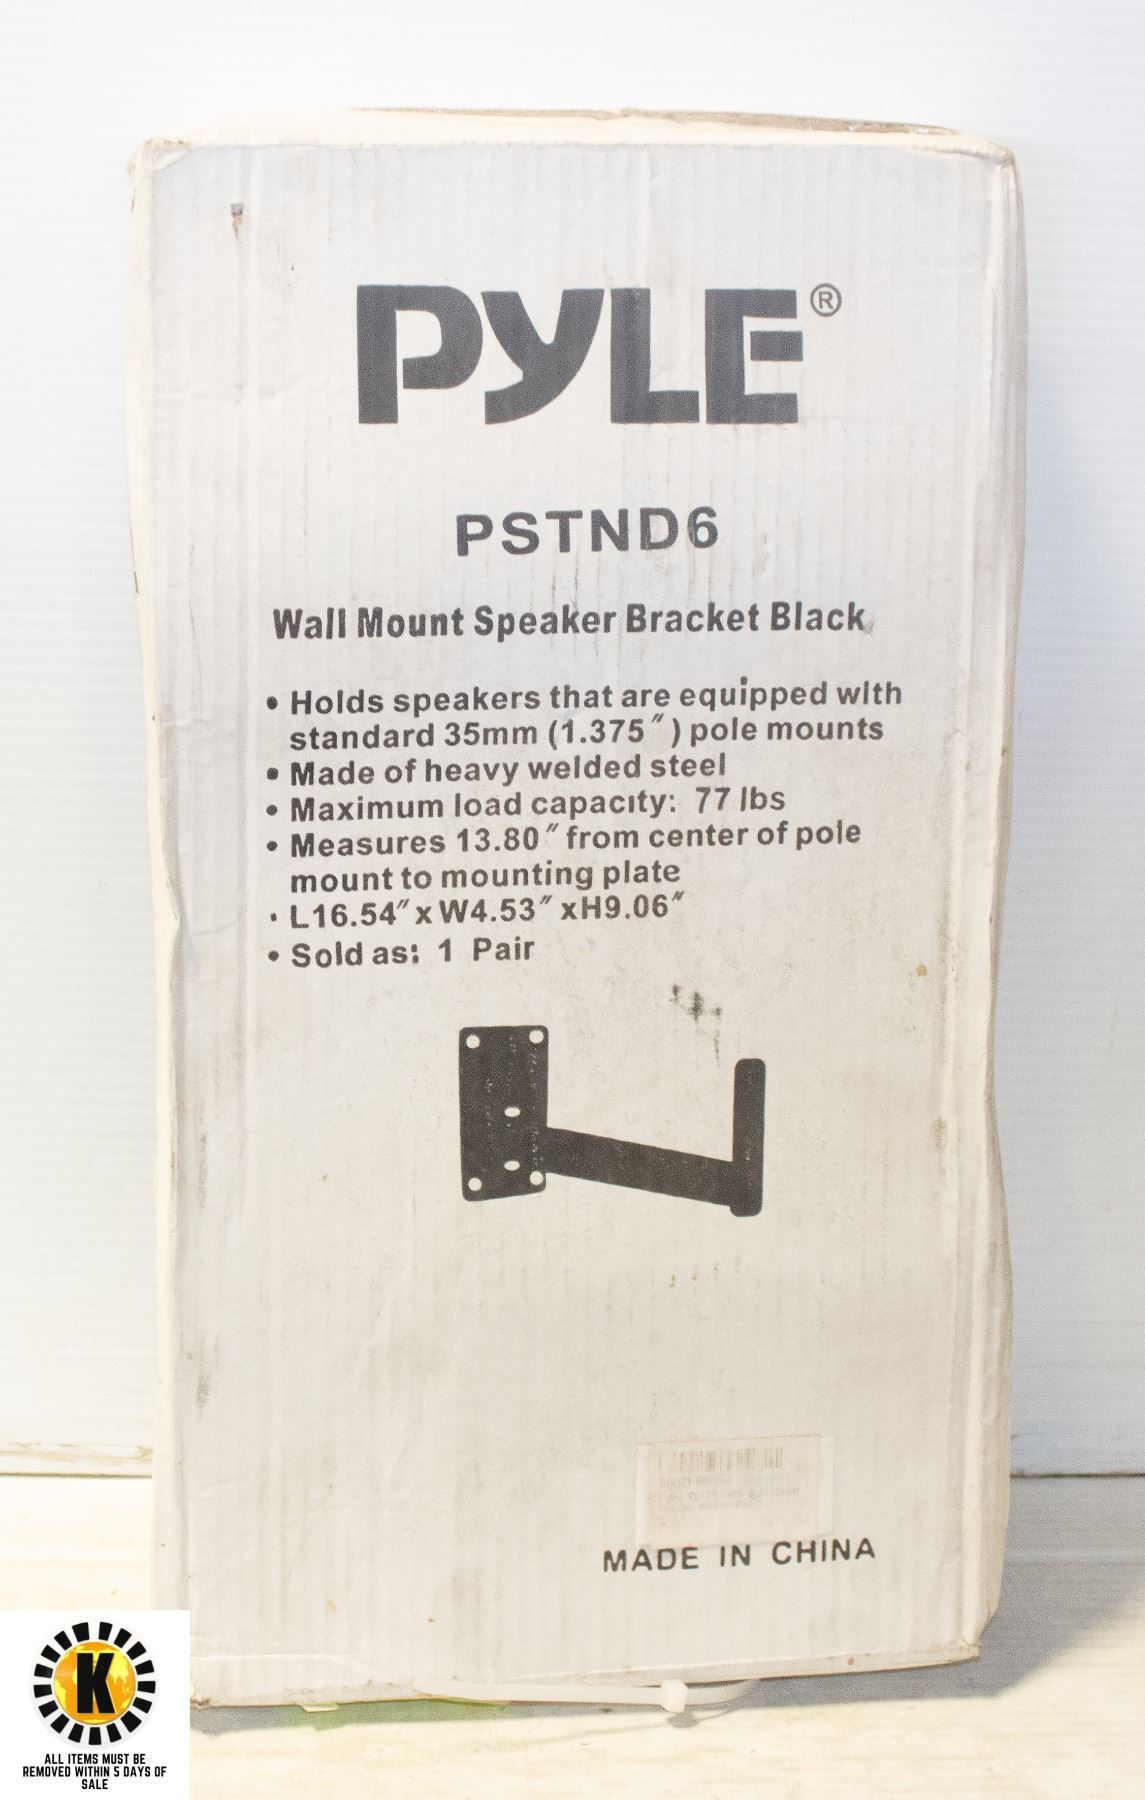 PYLE®
PSTND6
Wall Mount Speaker Bracket Black
• Holds speakers that are equipped with
standard 35mm (1.375″) pole mounts
• Made of heavy welded steel
• Maximum load capacity: 77 lbs
• Measures 13.80″ from center of pole
mount to mounting plate
• L16.54″ x W4.53″ xH9.06″
• Sold as: 1 Pair
MADE IN CHINA
K
ALL ITEMS MUST BE
REMOVED WITHIN 5 DAYS OF
SALE